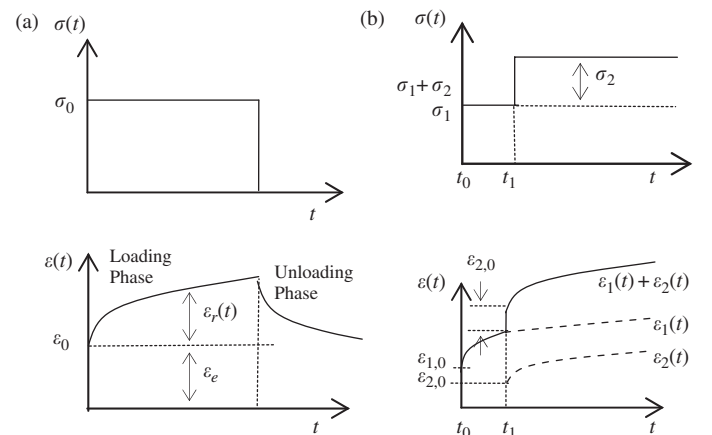 (a)
σ(t)
σ0
t
ε(t)
Loading
Phase
Unloading
Phase
εr(t)
ε0
εe
t
(b)
σ(t)
σ1 + σ2
σ1
σ2
t0
t1
t
ε(t)
ε2,0
ε1(t) + ε2(t)
ε1(t)
ε1,0
ε2,0
ε2(t)
t0
t1
t